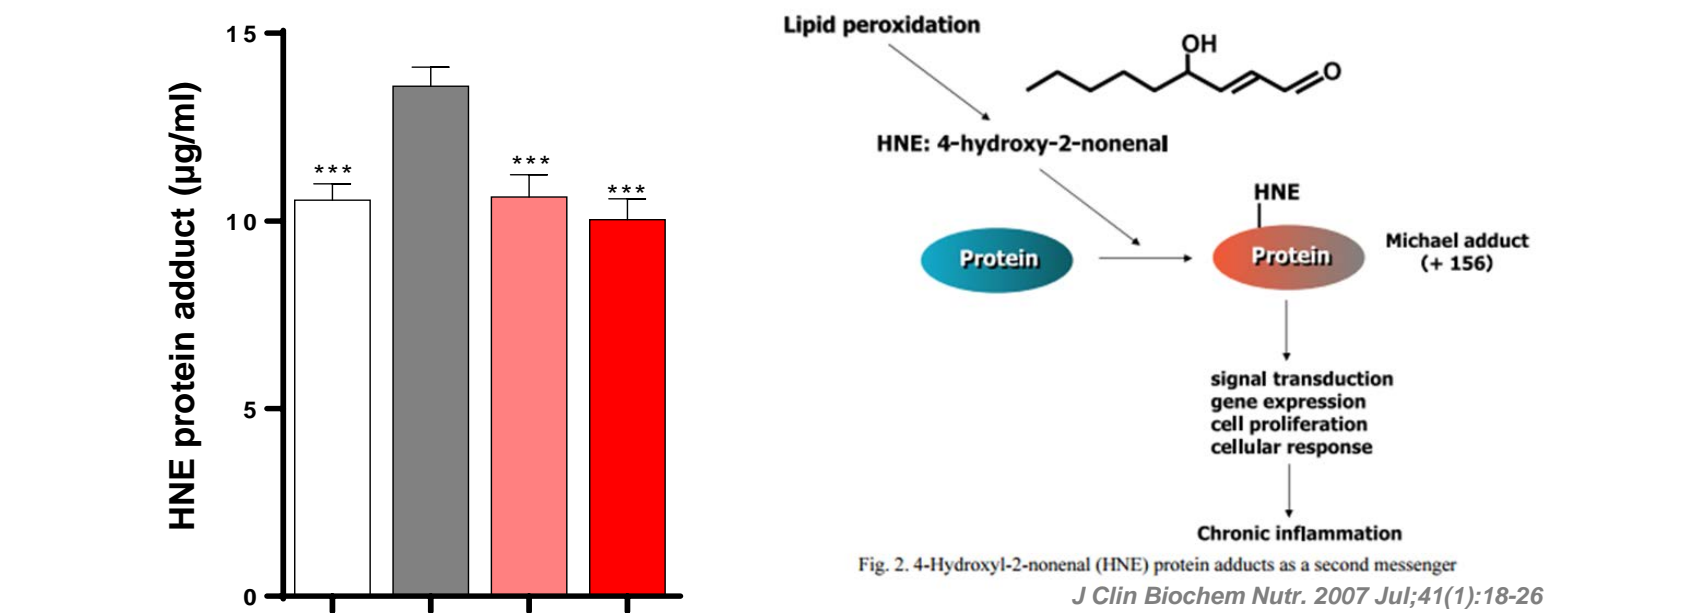 HNE protein adduct (µg/ml)
15
10
5
0
***
***
***
Lipid peroxidation
OH
O
HNE: 4-hydroxy-2-nonenal
HNE
Protein
Protein
Michael adduct
(+ 156)
signal transduction
gene expression
cell proliferation
cellular response
Chronic inflammation
Fig. 2. 4-Hydroxyl-2-nonenal (HNE) protein adducts as a second messenger
J Clin Biochem Nutr. 2007 Jul;41(1):18-26